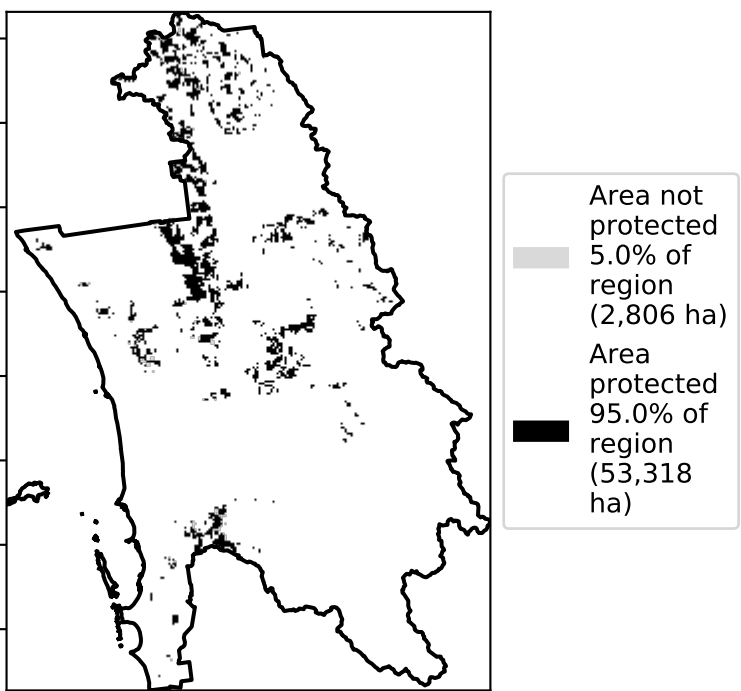 Area not
protected
5.0% of
region
(2,806 ha)
Area
protected
95.0% of
region
(53,318
ha)